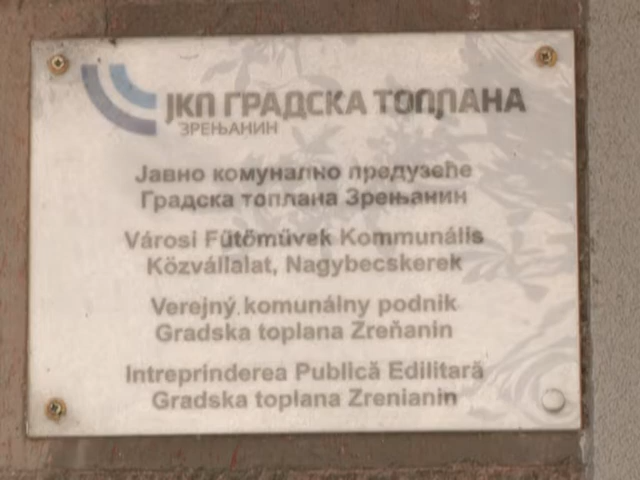 ЈКП ГРАДСКА ТОПЛАНА
ЗРЕЊАНИН
Јавно комунално предузеће
Градска топлана Зрењанин
Városi Fűtőművek Kommunális
Közvállalat, Nagybecskerek
Verejný komunálny podnik
Gradska toplana Zreňanin
Intreprinderea Publică Edilitară
Gradska toplana Zrenianin